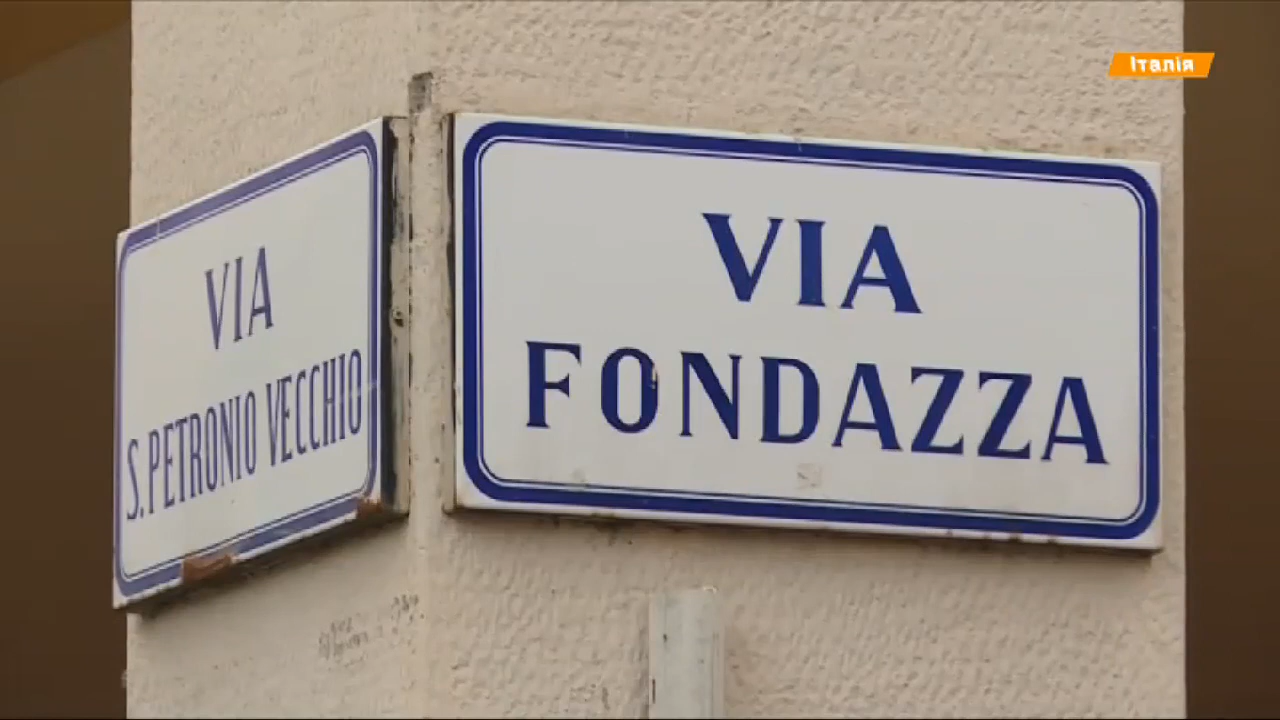 Італія
VIA
S. PETRONIO VECCHIO
VIA
FONDAZZA